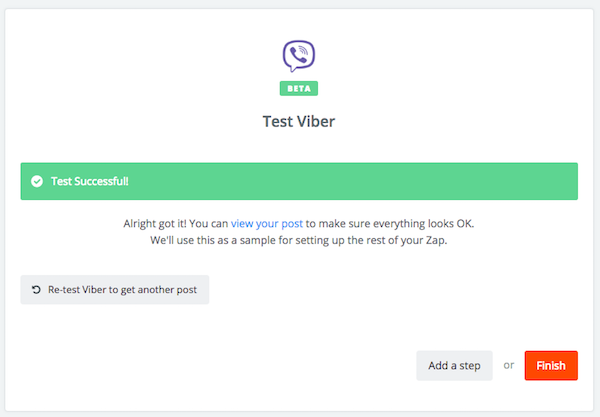 BETA
Test Viber
Test Successful!
Alright got it! You can view your post to make sure everything looks OK.
We'll use this as a sample for setting up the rest of your Zap.
Re-test Viber to get another post
Add a step or Finish